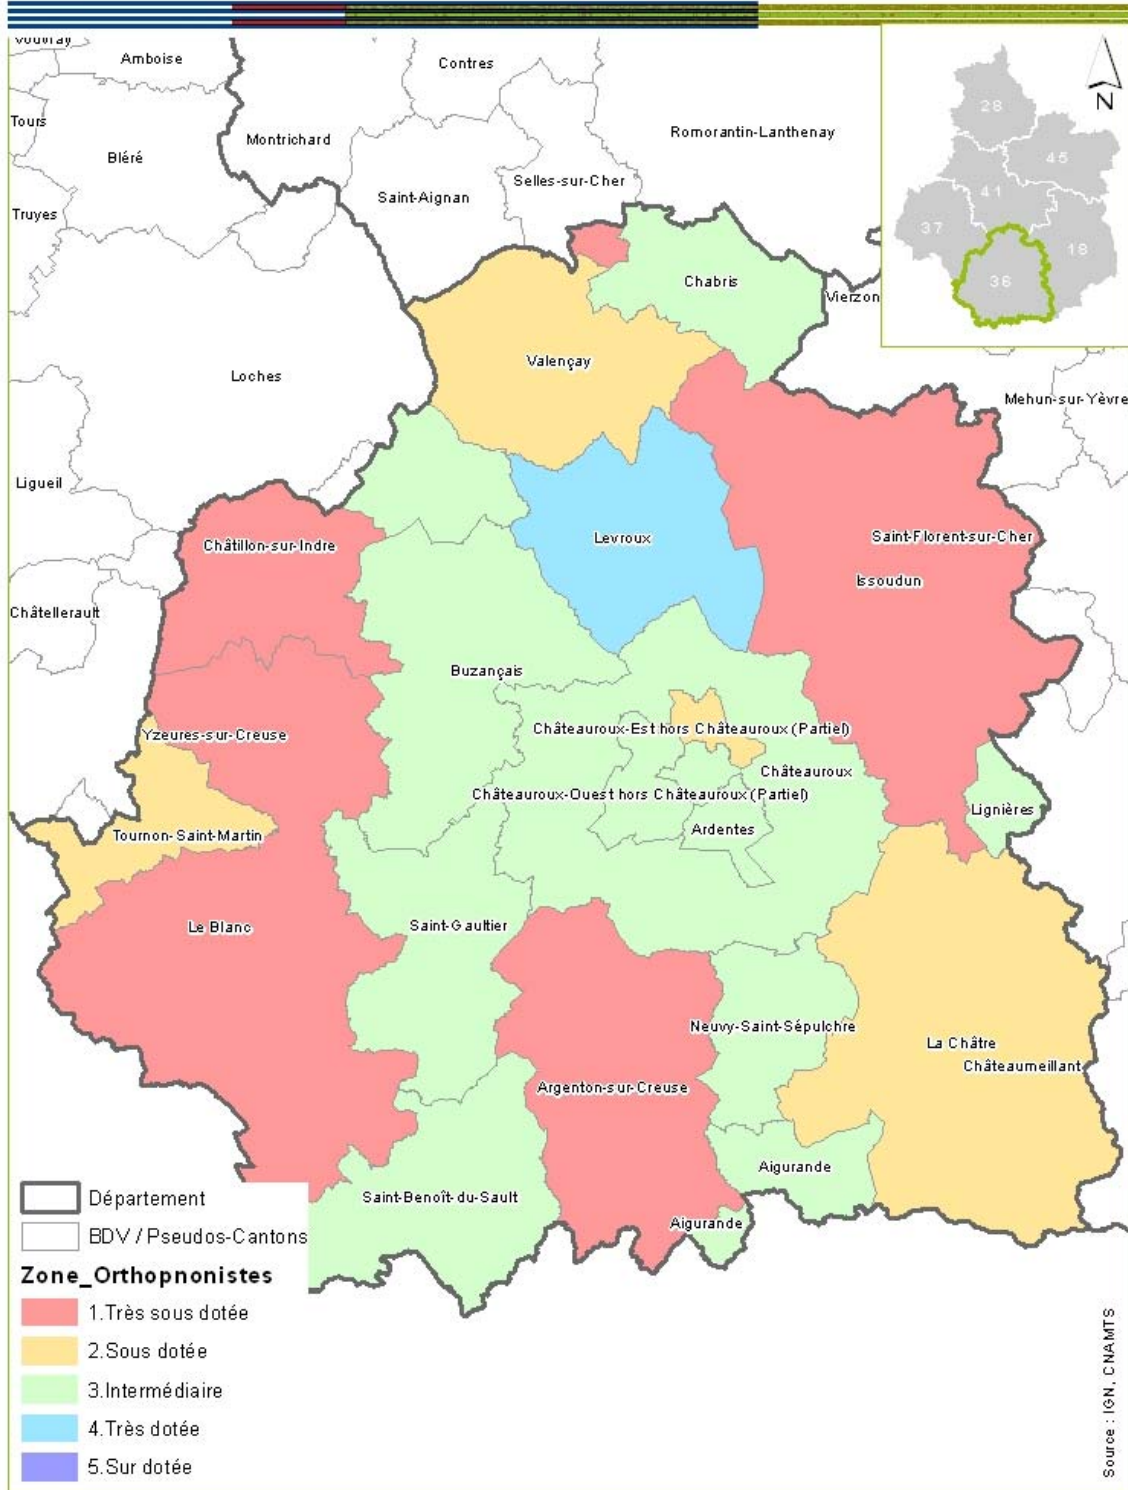 Vouvray
Amboise
Contres
N
28
Tours
Montrichard
Romorantin-Lanthenay
Bléré
45
Selles-sur-Cher
41
Saint-Aignan
Truyes
37
18
36
Chabris
Vierzon
Valençay
Loches
Mehun-sur-Yèvre
Ligueil
Levroux
Saint-Florent-sur-Cher
Châtillon-sur-Indre
Issoudun
Châtellerault
Buzançais
Châteauroux-Est hors Châteauroux (Partiel)
Yzeures-sur-Creuse
Châteauroux
Châteauroux-Ouest hors Châteauroux (Partiel)
Lignières
Ardentes
Tournon-Saint-Martin
Le Blanc
Saint-Gaultier
Neuvy-Saint-Sépulchre
La Châtre
Châteaumeillant
Argenton-sur-Creuse
Aigurande
Saint-Benoît-du-Sault
Aigurande
Département
BDV / Pseudos-Cantons
Zone_Orthopnonistes
1.Très sous dotée
2.Sous dotée
3.Intermédiaire
4.Très dotée
5.Sur dotée
Source : IGN, CNAMTS